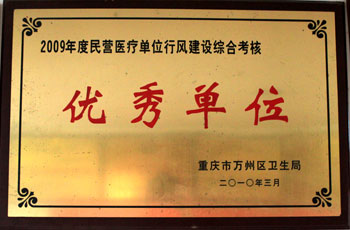 2009年度民营医疗单位行风建设综合考核
优秀单位
重庆市万州区卫生局
二〇一〇年三月